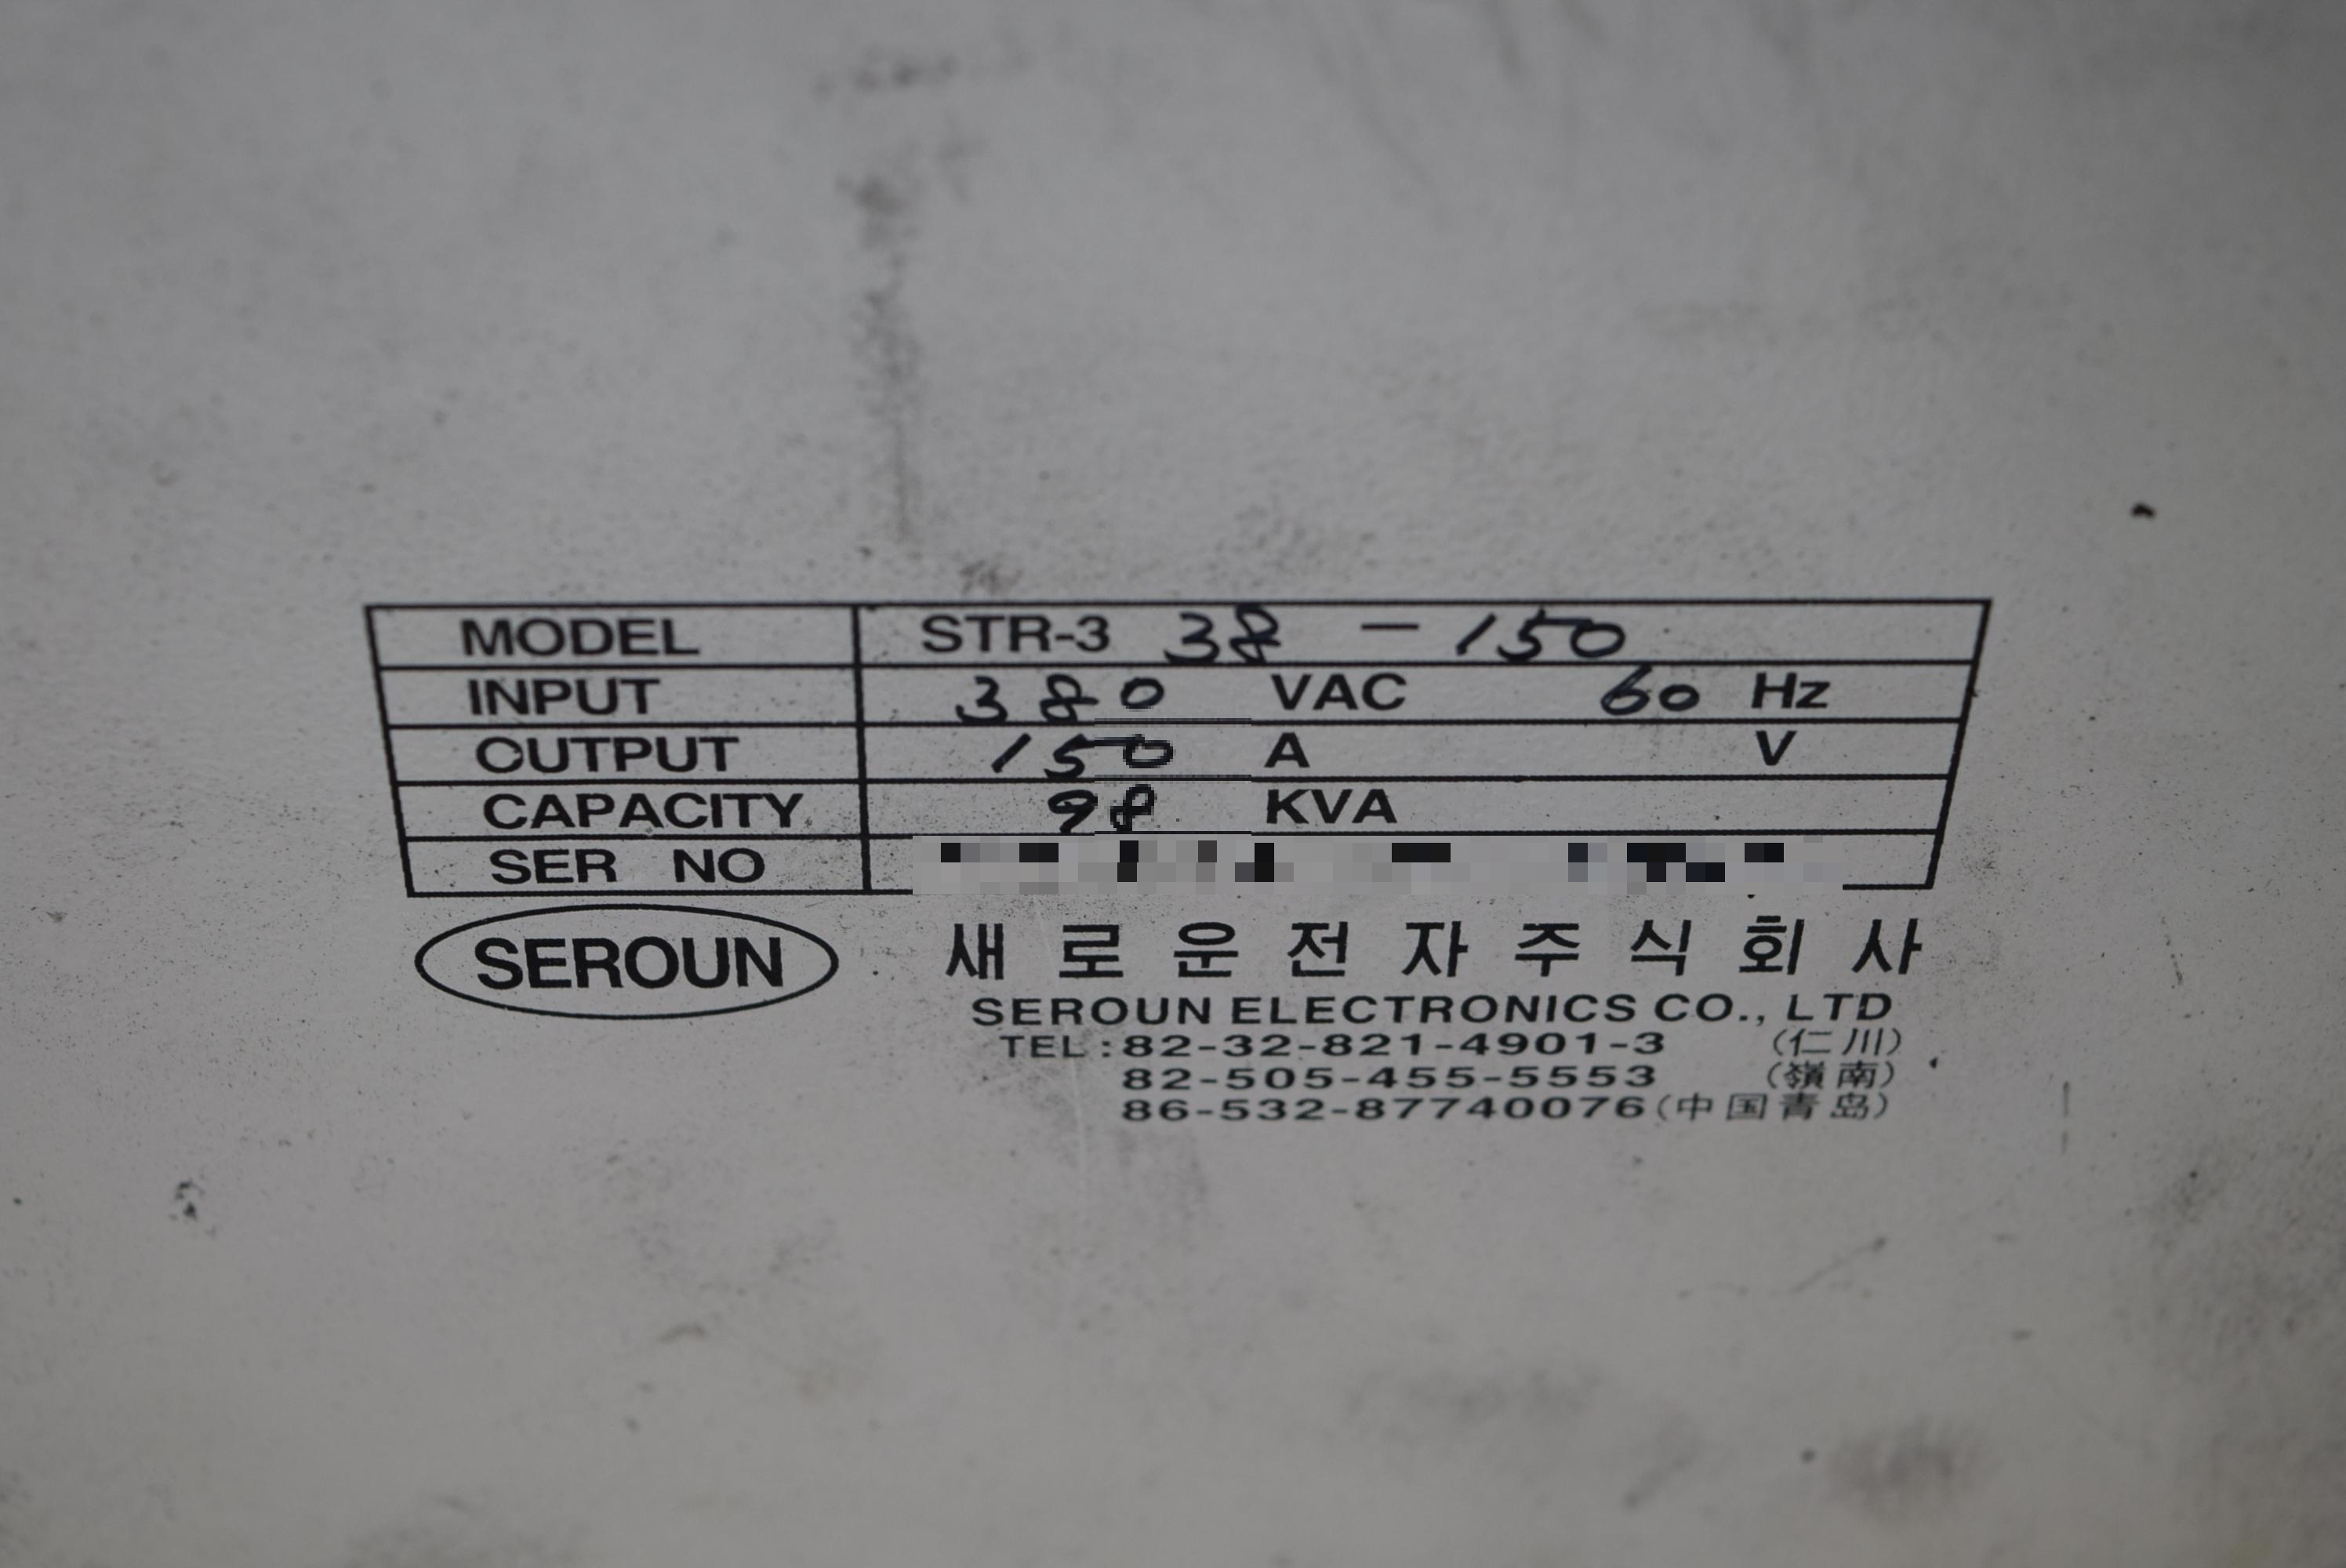 MODEL STR-3 38 - 150
INPUT 380 VAC 60 Hz
OUTPUT 150 A V
CAPACITY 98 KVA
SER NO
SEROUN 새로운전자주식회사
SEROUN ELECTRONICS CO., LTD
TEL : 82-32-821-4901-3 (仁川)
82-505-455-5553 (嶺南)
86-532-87740076 (中国青岛)